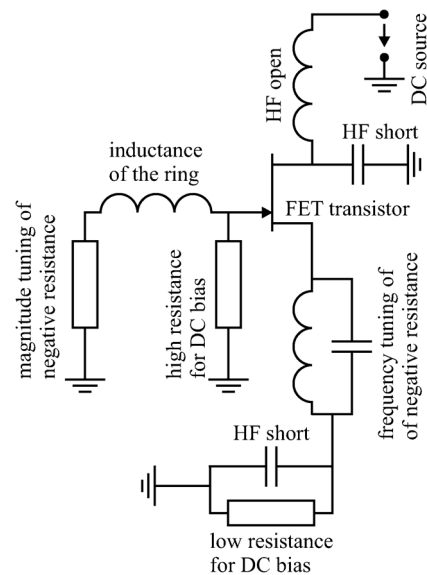 HF open
DC source
HF short
inductance
of the ring
FET transistor
magnitude tuning of
negative resistance
high resistance
for DC bias
frequency tuning of
of negative resistance
HF short
low resistance
for DC bias